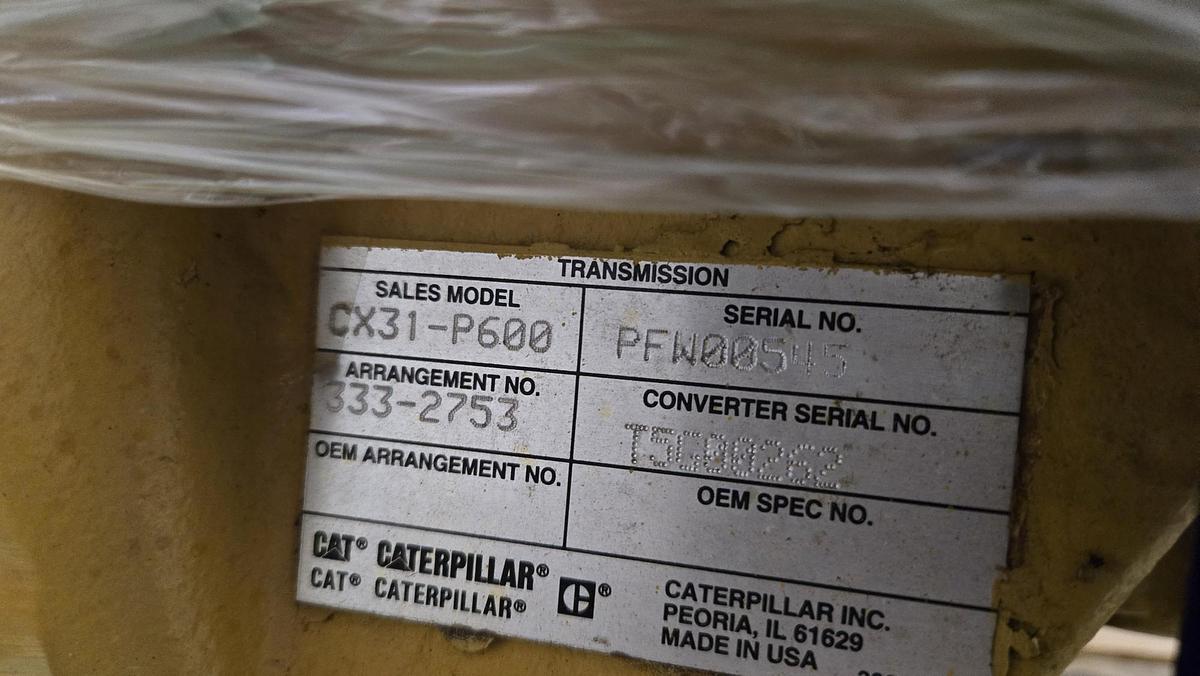 TRANSMISSION
SALES MODEL
CX31-P600
SERIAL NO.
PFW00545
ARRANGEMENT NO.
333-2753
CONVERTER SERIAL NO.
OEM ARRANGEMENT NO.
OEM SPEC NO.
CAT® CATERPILLAR®
CAT® CATERPILLAR®
CATERPILLAR INC.
PEORIA, IL 61629
MADE IN USA